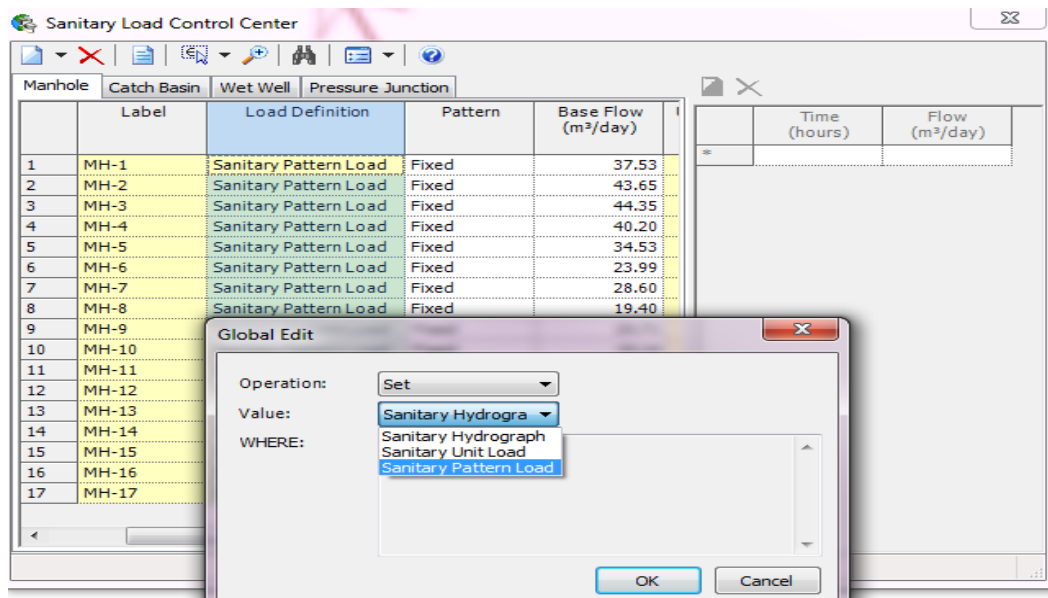 Sanitary Load Control Center
Manhole Catch Basin Wet Well Pressure Junction
Label Load Definition Pattern Base Flow (m³/day)
Time (hours) Flow (m³/day)
*
1 MH-1 Sanitary Pattern Load Fixed 37.53
2 MH-2 Sanitary Pattern Load Fixed 43.65
3 MH-3 Sanitary Pattern Load Fixed 44.35
4 MH-4 Sanitary Pattern Load Fixed 40.20
5 MH-5 Sanitary Pattern Load Fixed 34.53
6 MH-6 Sanitary Pattern Load Fixed 23.99
7 MH-7 Sanitary Pattern Load Fixed 28.60
8 MH-8 Sanitary Pattern Load Fixed 19.40
9 MH-9
10 MH-10
11 MH-11
12 MH-12
13 MH-13
14 MH-14
15 MH-15
16 MH-16
17 MH-17
Global Edit
Operation: Set
Value: Sanitary Hydrogra
WHERE:
Sanitary Hydrograph
Sanitary Unit Load
Sanitary Pattern Load
OK Cancel